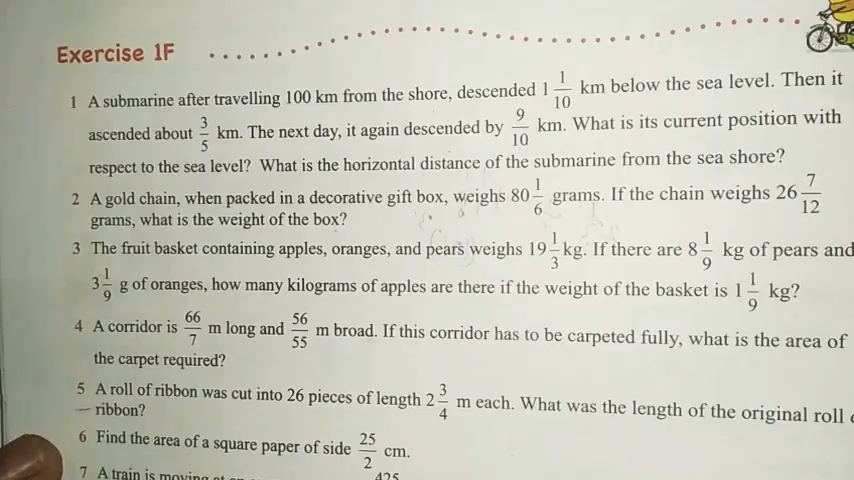 Exercise 1F
1 A submarine after travelling 100 km from the shore, descended 1 1/10 km below the sea level. Then it
ascended about 3/5 km. The next day, it again descended by 9/10 km. What is its current position with
respect to the sea level? What is the horizontal distance of the submarine from the sea shore?
2 A gold chain, when packed in a decorative gift box, weighs 80 1/6 grams. If the chain weighs 26 7/12
grams, what is the weight of the box?
3 The fruit basket containing apples, oranges, and pears weighs 19 1/3 kg. If there are 8 1/9 kg of pears and
3 1/9 g of oranges, how many kilograms of apples are there if the weight of the basket is 1 1/9 kg?
4 A corridor is 66/7 m long and 56/55 m broad. If this corridor has to be carpeted fully, what is the area of
the carpet required?
5 A roll of ribbon was cut into 26 pieces of length 2 3/4 m each. What was the length of the original roll
ribbon?
6 Find the area of a square paper of side 25/2 cm.
7 A train is moving at an 425